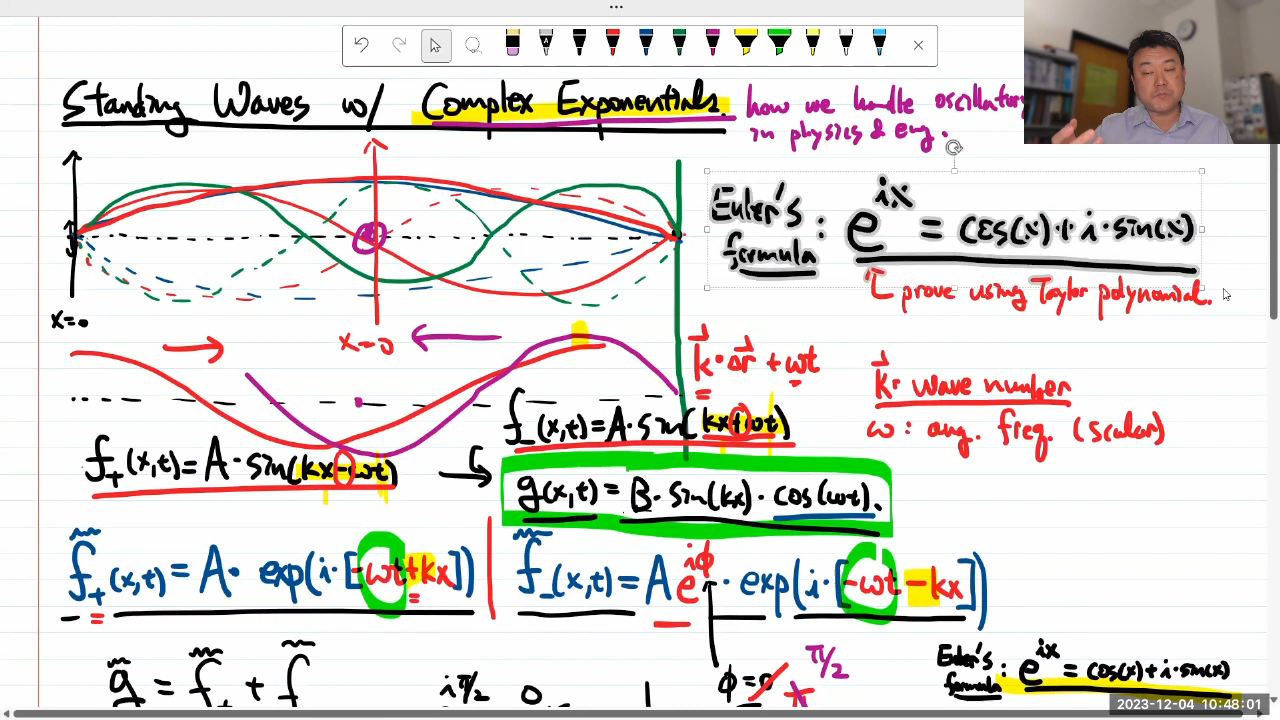 Standing Waves w/ Complex Exponentials.
how we handle oscillatory
in physics & eng.
Euler's formula : e^{ix} = cos(x) + i · sin(x)
prove using Taylor polynomial.
x=0
x=0
k⃗ · Δr⃗ + ωt
k⃗: wave number
ω: ang. freq. (scalar)
f_-(x,t) = A · sin(kx+ωt)
f_+(x,t) = A · sin(kx-ωt)
g(x,t) = B · sin(kx) · cos(ωt).
f̃_+(x,t) = A · exp(i · [-ωt+kx])
f̃_-(x,t) = A e^{iϕ} · exp(i · [-ωt-kx])
Euler's formula : e^{ix} = cos(x) + i · sin(x)
g̃ = f̃_+ + f̃
iπ/2
ϕ=0
π/2
2023-12-04 10:48:01